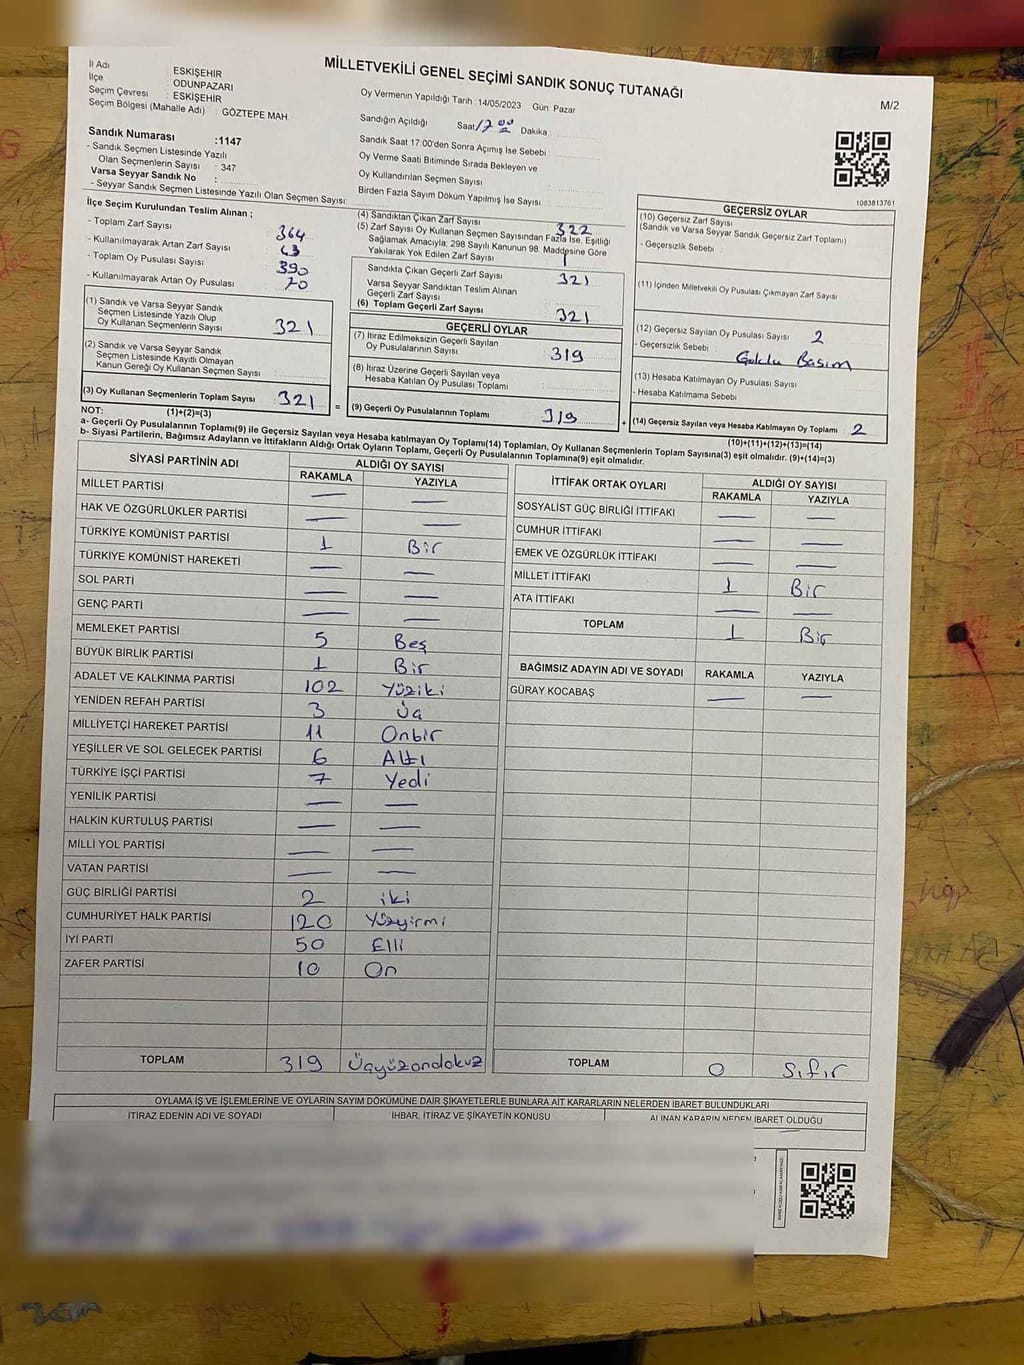 MİLLETVEKİLİ GENEL SEÇİMİ SANDIK SONUÇ TUTANAĞI
M/2
İl Adı : ESKİŞEHİR
İlçe : ODUNPAZARI
Seçim Çevresi : ESKİŞEHİR
Seçim Bölgesi (Mahalle Adı) : GÖZTEPE MAH
Sandık Numarası :1147
- Sandık Seçmen Listesinde Yazılı
Olan Seçmenlerin Sayısı : 347
Varsa Seyyar Sandık No :
- Seyyar Sandık Seçmen Listesinde Yazılı Olan Seçmen Sayısı:
Oy Vermenin Yapıldığı Tarih : 14/05/2023 Gün : Pazar
Sandığın Açıldığı Saat 17 00 Dakika
Sandık Saat 17:00'den Sonra Açımış İse Sebebi :
Oy Verme Saati Bitiminde Sırada Bekleyen ve
Oy Kullandırılan Seçmen Sayısı :
Birden Fazla Sayım Döküm Yapılmış İse Sayısı :
1083813761
İlçe Seçim Kurulundan Teslim Alınan ;
- Toplam Zarf Sayısı : 364
- Kullanılmayarak Artan Zarf Sayısı : 43
- Toplam Oy Pusulası Sayısı : 390
- Kullanılmayarak Artan Oy Pusulası : 70
(1) Sandık ve Varsa Seyyar Sandık
Seçmen Listesinde Yazılı Olup
Oy Kullanan Seçmenlerin Sayısı : 321
(2) Sandık ve Varsa Seyyar Sandık
Seçmen Listesinde Kayıtlı Olmayan
Kanun Gereği Oy Kullanan Seçmen Sayısı :
(3) Oy Kullanan Seçmenlerin Toplam Sayısı : 321
(1)+(2)=(3)
(4) Sandıktan Çıkan Zarf Sayısı : 322
(5) Zarf Sayısı Oy Kullanan Seçmen Sayısından Fazla İse, Eşitliği
Sağlamak Amacıyla; 298 Sayılı Kanunun 98. Maddesine Göre
Yakılarak Yok Edilen Zarf Sayısı : 1
Sandıkta Çıkan Geçerli Zarf Sayısı : 321
Varsa Seyyar Sandıktan Teslim Alınan
Geçerli Zarf Sayısı :
(6) Toplam Geçerli Zarf Sayısı : 321
GEÇERLİ OYLAR
(7) İtiraz Edilmeksizin Geçerli Sayılan
Oy Pusulalarının Sayısı : 319
(8) İtiraz Üzerine Geçerli Sayılan veya
Hesaba Katılan Oy Pusulası Toplamı :
= (9) Geçerli Oy Pusulalarının Toplamı : 319
GEÇERSİZ OYLAR
(10) Geçersiz Zarf Sayısı
(Sandık ve Varsa Seyyar Sandık Geçersiz Zarf Toplamı)
- Geçersizlik Sebebi :
(11) İçinden Milletvekili Oy Pusulası Çıkmayan Zarf Sayısı
(12) Geçersiz Sayılan Oy Pusulası Sayısı : 2
- Geçersizlik Sebebi : Basım
(13) Hesaba Katılmayan Oy Pusulası Sayısı
- Hesaba Katılmama Sebebi
+ (14) Geçersiz Sayılan veya Hesaba Katılmayan Oy Toplamı 2
(10)+(11)+(12)+(13)=(14)
NOT:
a- Geçerli Oy Pusulalarının Toplamı(9) ile Geçersiz Sayılan veya Hesaba katılmayan Oy Toplamı(14) Toplamları, Oy Kullanan Seçmenlerin Toplam Sayısına(3) eşit olmalıdır. (9)+(14)=(3)
b- Siyasi Partilerin, Bağımsız Adayların ve İttifakların Aldığı Ortak Oyların Toplamı, Geçerli Oy Pusulalarının Toplamına(9) eşit olmalıdır.
SİYASİ PARTİNİN ADI ALDIĞI OY SAYISI
RAKAMLA YAZIYLA
MİLLET PARTİSİ — —
HAK VE ÖZGÜRLÜKLER PARTİSİ — —
TÜRKİYE KOMÜNİST PARTİSİ 1 Bir
TÜRKİYE KOMÜNİST HAREKETİ — —
SOL PARTİ — —
GENÇ PARTİ — —
MEMLEKET PARTİSİ 5 Beş
BÜYÜK BİRLİK PARTİSİ 1 Bir
ADALET VE KALKINMA PARTİSİ 102 Yüziki
YENİDEN REFAH PARTİSİ 3 Üç
MİLLİYETÇİ HAREKET PARTİSİ 11 Onbir
YEŞİLLER VE SOL GELECEK PARTİSİ 6 Altı
TÜRKİYE İŞÇİ PARTİSİ 7 Yedi
YENİLİK PARTİSİ — —
HALKIN KURTULUŞ PARTİSİ — —
MİLLİ YOL PARTİSİ — —
VATAN PARTİSİ — —
GÜÇ BİRLİĞİ PARTİSİ 2 iki
CUMHURİYET HALK PARTİSİ 120 Yüzyirmi
İYİ PARTİ 50 Elli
ZAFER PARTİSİ 10 On
TOPLAM 319 Üçyüzondokuz
İTTİFAK ORTAK OYLARI ALDIĞI OY SAYISI
RAKAMLA YAZIYLA
SOSYALİST GÜÇ BİRLİĞİ İTTİFAKI — —
CUMHUR İTTİFAKI — —
EMEK VE ÖZGÜRLÜK İTTİFAKI — —
MİLLET İTTİFAKI 1 Bir
ATA İTTİFAKI — —
TOPLAM 1 Bir
BAĞIMSIZ ADAYIN ADI VE SOYADI RAKAMLA YAZIYLA
GÜRAY KOCABAŞ — —
TOPLAM 0 Sıfır
OYLAMA İŞ VE İŞLEMLERİNE VE OYLARIN SAYIM DÖKÜMÜNE DAİR ŞİKAYETLERLE BUNLARA AİT KARARLARIN NELERDEN İBARET BULUNDUKLARI
İTİRAZ EDENİN ADI VE SOYADI İHBAR, İTİRAZ VE ŞİKAYETİN KONUSU ALINAN KARARIN NEDEN İBARET OLDUĞU